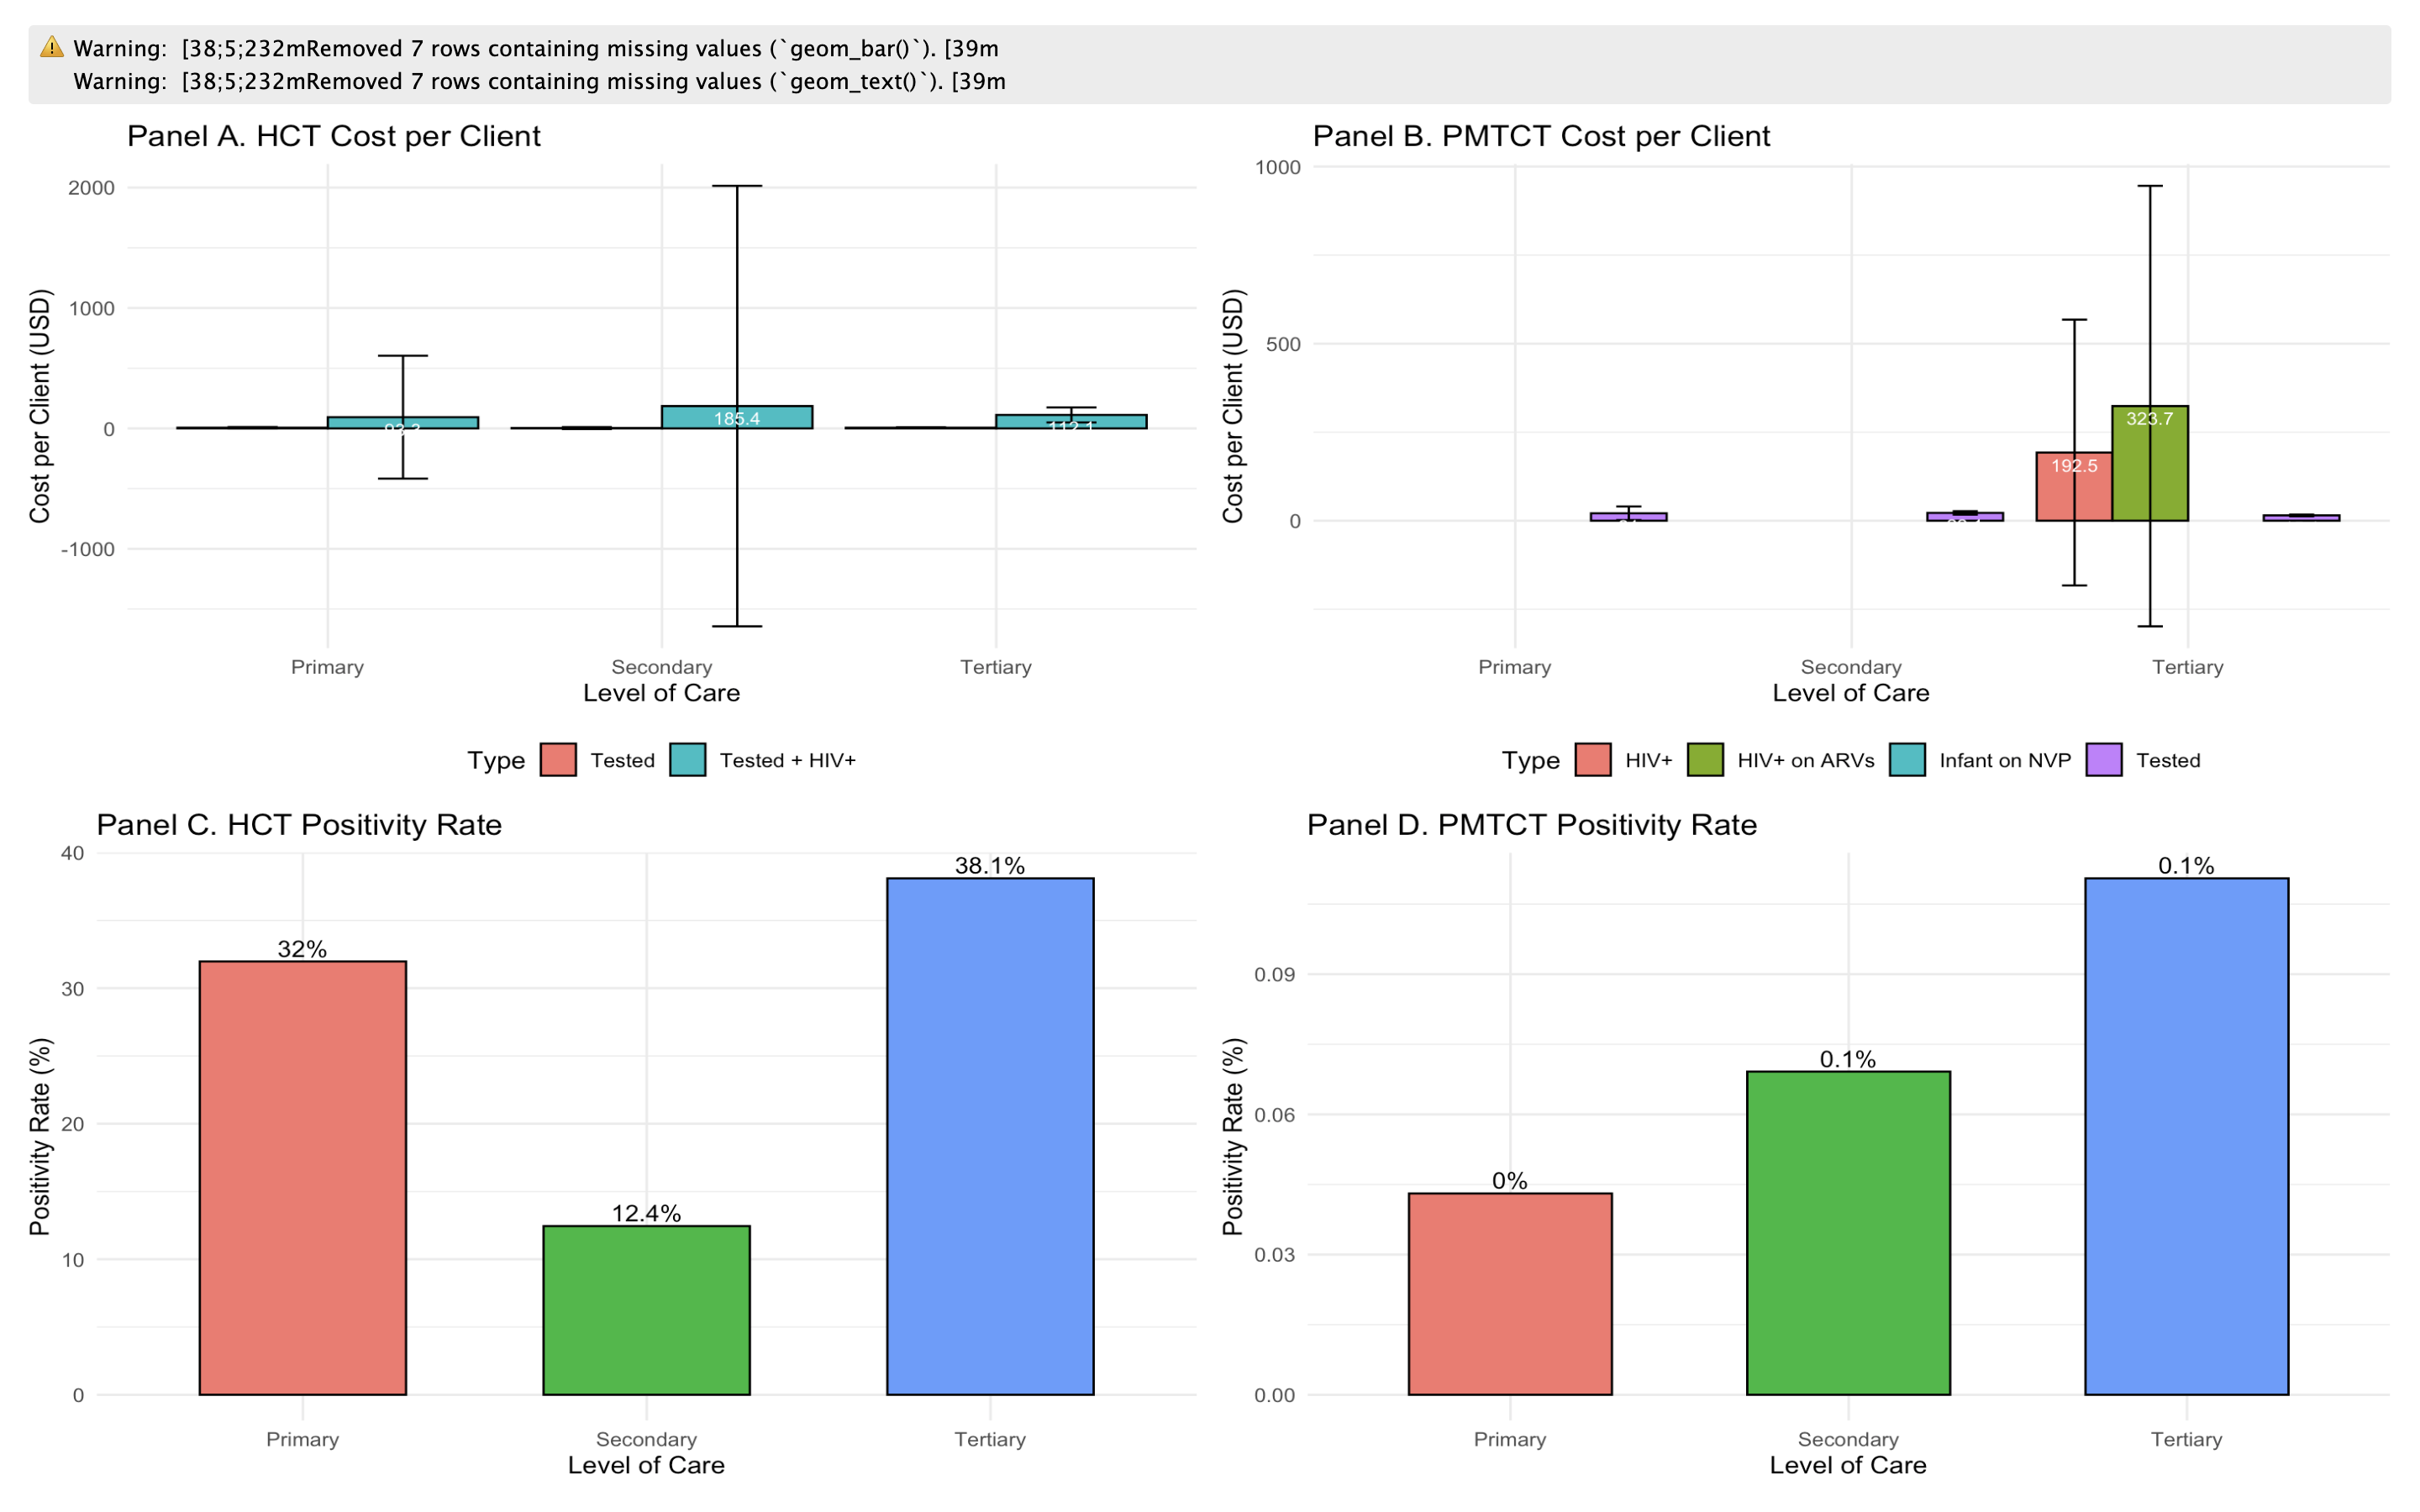 Warning: [38;5;232mRemoved 7 rows containing missing values (`geom_bar()`). [39m
Warning: [38;5;232mRemoved 7 rows containing missing values (`geom_text()`). [39m
Panel A. HCT Cost per Client
2000
1000
0
-1000
Cost per Client (USD)
185.4
112.1
Primary
Secondary
Tertiary
Level of Care
Type Tested Tested + HIV+
Panel B. PMTCT Cost per Client
1000
500
0
Cost per Client (USD)
192.5
323.7
Primary
Secondary
Tertiary
Level of Care
Type HIV+ HIV+ on ARVs Infant on NVP Tested
Panel C. HCT Positivity Rate
40
30
20
10
0
Positivity Rate (%)
32%
12.4%
38.1%
Primary
Secondary
Tertiary
Level of Care
Panel D. PMTCT Positivity Rate
0.09
0.06
0.03
0.00
Positivity Rate (%)
0%
0.1%
0.1%
Primary
Secondary
Tertiary
Level of Care